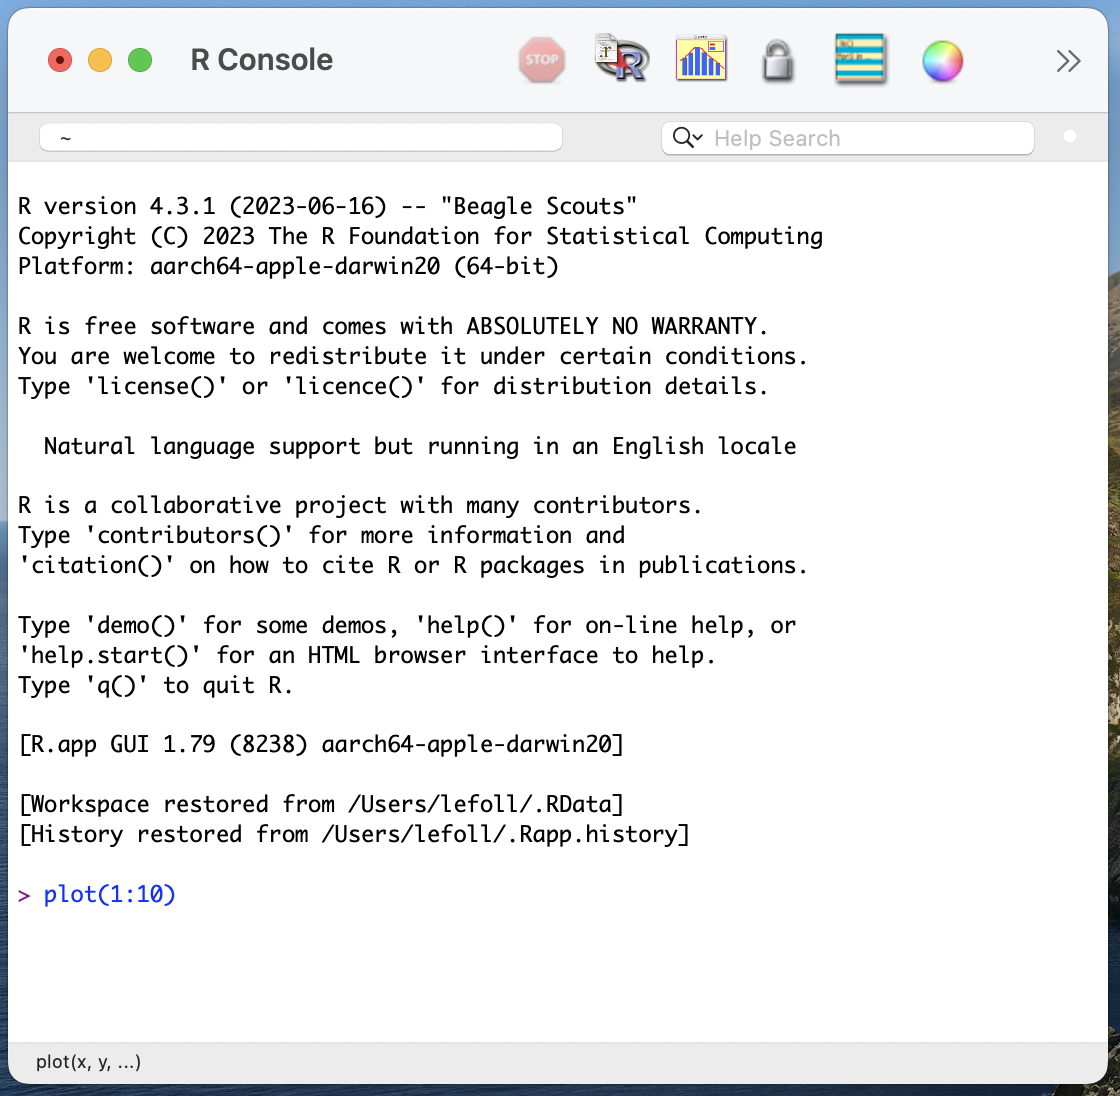 R Console
STOP
~
Help Search
R version 4.3.1 (2023-06-16) -- "Beagle Scouts"
Copyright (C) 2023 The R Foundation for Statistical Computing
Platform: aarch64-apple-darwin20 (64-bit)
R is free software and comes with ABSOLUTELY NO WARRANTY.
You are welcome to redistribute it under certain conditions.
Type 'license()' or 'licence()' for distribution details.
Natural language support but running in an English locale
R is a collaborative project with many contributors.
Type 'contributors()' for more information and
'citation()' on how to cite R or R packages in publications.
Type 'demo()' for some demos, 'help()' for on-line help, or
'help.start()' for an HTML browser interface to help.
Type 'q()' to quit R.
[R.app GUI 1.79 (8238) aarch64-apple-darwin20]
[Workspace restored from /Users/lefoll/.RData]
[History restored from /Users/lefoll/.Rapp.history]
> plot(1:10)
plot(x, y, ...)